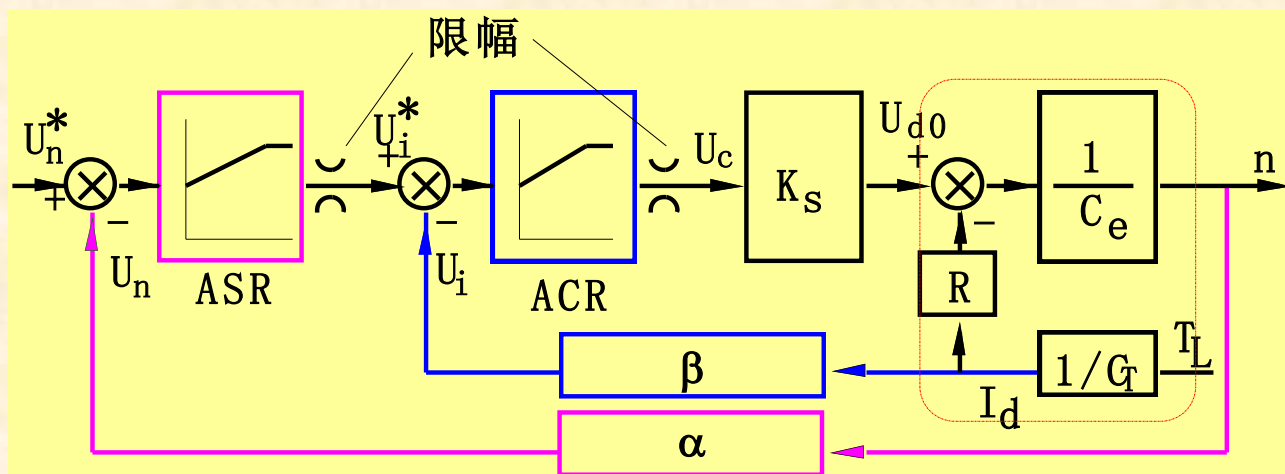 限幅
U*n
+
-
Un
ASR
U*i
+
-
Ui
ACR
Uc
Ks
Ud0
+
-
R
1
Ce
n
β
Id
1/CT
TL
α